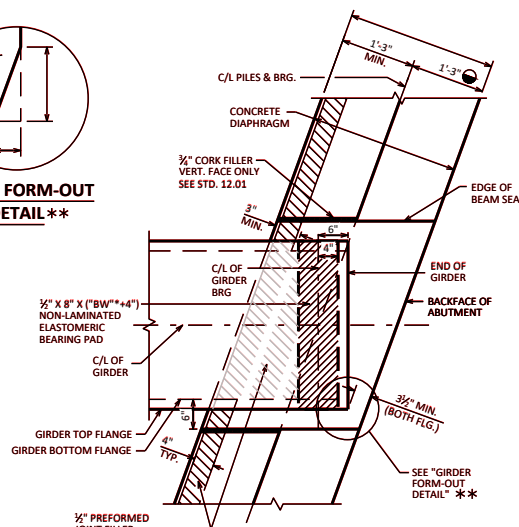 1'-3"
MIN.
1'-3"
C/L PILES & BRG.
CONCRETE
DIAPHRAGM
¾" CORK FILLER
VERT. FACE ONLY
SEE STD. 12.01
FORM-OUT
DETAIL **
EDGE OF
BEAM SEA
3"
MIN.
6"
4"
C/L OF
GIRDER
BRG
END OF
GIRDER
½" X 8" X ("BW"*+4")
NON-LAMINATED
ELASTOMERIC
BEARING PAD
BACKFACE OF
ABUTMENT
C/L OF
GIRDER
6"
3½" MIN.
(BOTH FLG.)
GIRDER TOP FLANGE
GIRDER BOTTOM FLANGE
4"
TYP.
SEE "GIRDER
FORM-OUT
DETAIL" **
½" PREFORMED
JOINT FILLER